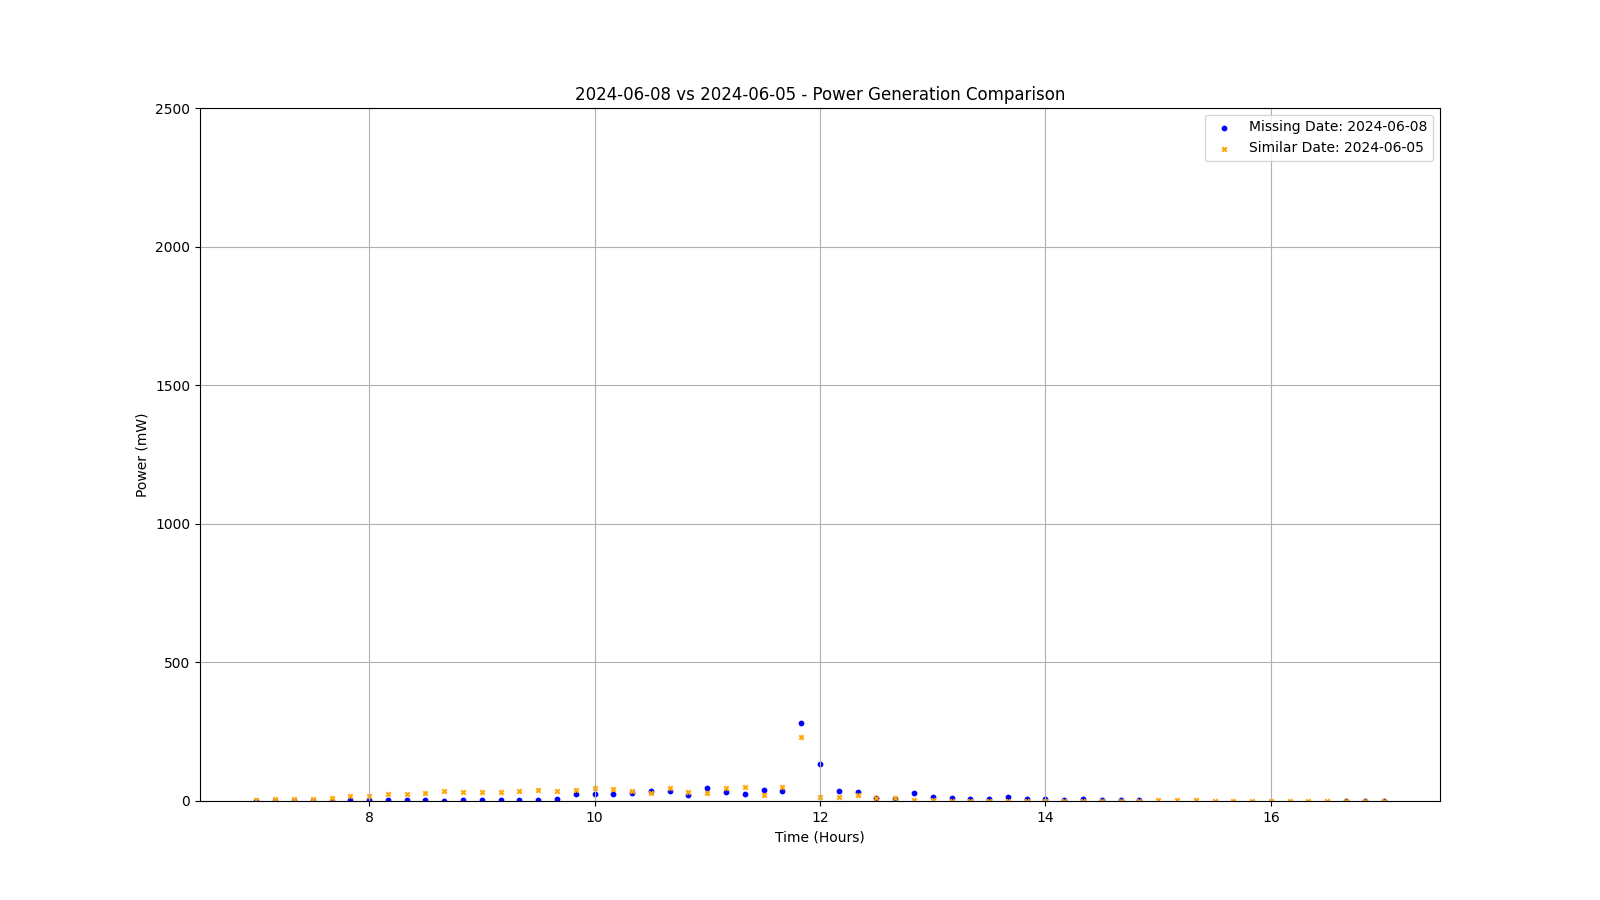 2024-06-08 vs 2024-06-05 - Power Generation Comparison
Missing Date: 2024-06-08
Similar Date: 2024-06-05
Power (mW)
2500
2000
1500
1000
500
0
8 10 12 14 16
Time (Hours)